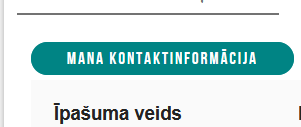 MANA KONTAKTINFORMĀCIJA
Īpašuma veids